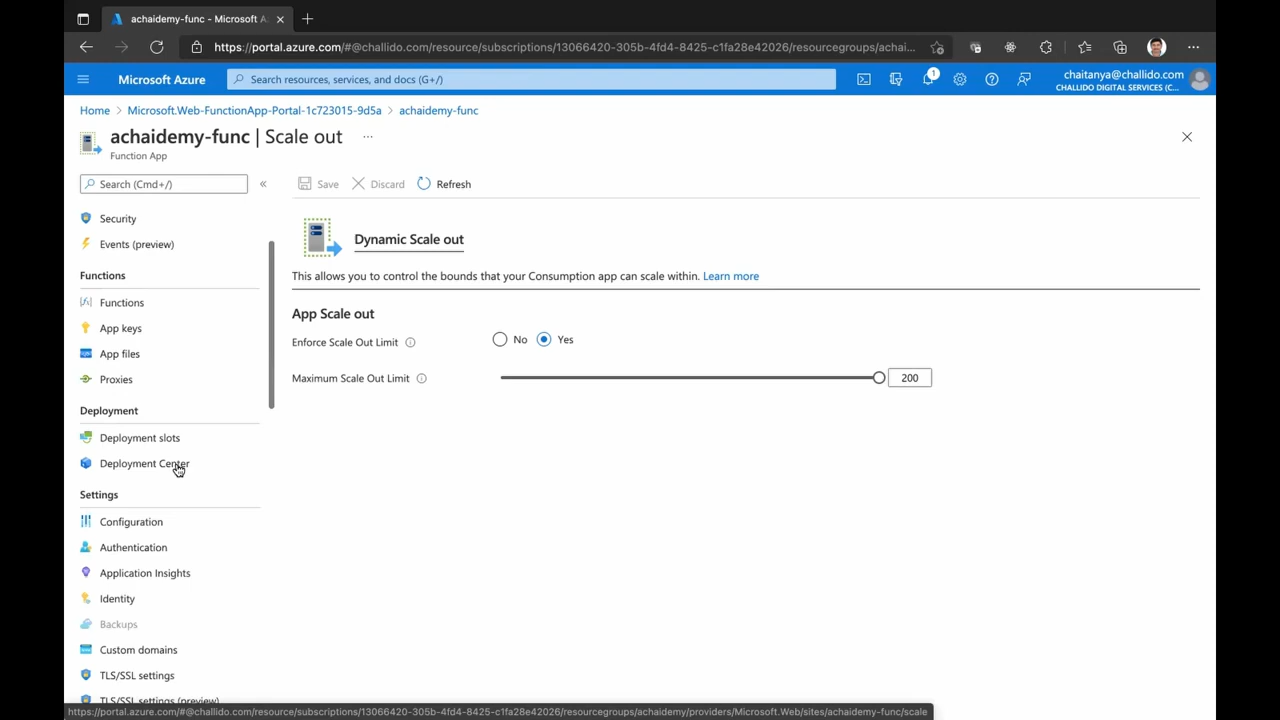 achaidemy-func - Microsoft A
https://portal.azure.com/#@challido.com/resource/subscriptions/13066420-305b-4fd4-8425-c1fa28e42026/resourcegroups/achai...
Microsoft Azure
Search resources, services, and docs (G+/)
1
chaitanya@challido.com
CHALLIDO DIGITAL SERVICES (C...
Home > Microsoft.Web-FunctionApp-Portal-1c723015-9d5a > achaidemy-func
achaidemy-func | Scale out ...
Function App
Search (Cmd+/)
«
Save
Discard
Refresh
Security
Events (preview)
Functions
Functions
App keys
App files
Proxies
Deployment
Deployment slots
Deployment Center
Settings
Configuration
Authentication
Application Insights
Identity
Backups
Custom domains
TLS/SSL settings
TLS/SSL settings (preview)
Dynamic Scale out
This allows you to control the bounds that your Consumption app can scale within. Learn more
App Scale out
Enforce Scale Out Limit No Yes
Maximum Scale Out Limit 200
https://portal.azure.com/#@challido.com/resource/subscriptions/13066420-305b-4fd4-8425-c1fa28e42026/resourcegroups/achaidemy/providers/Microsoft.Web/sites/achaidemy-func/scale